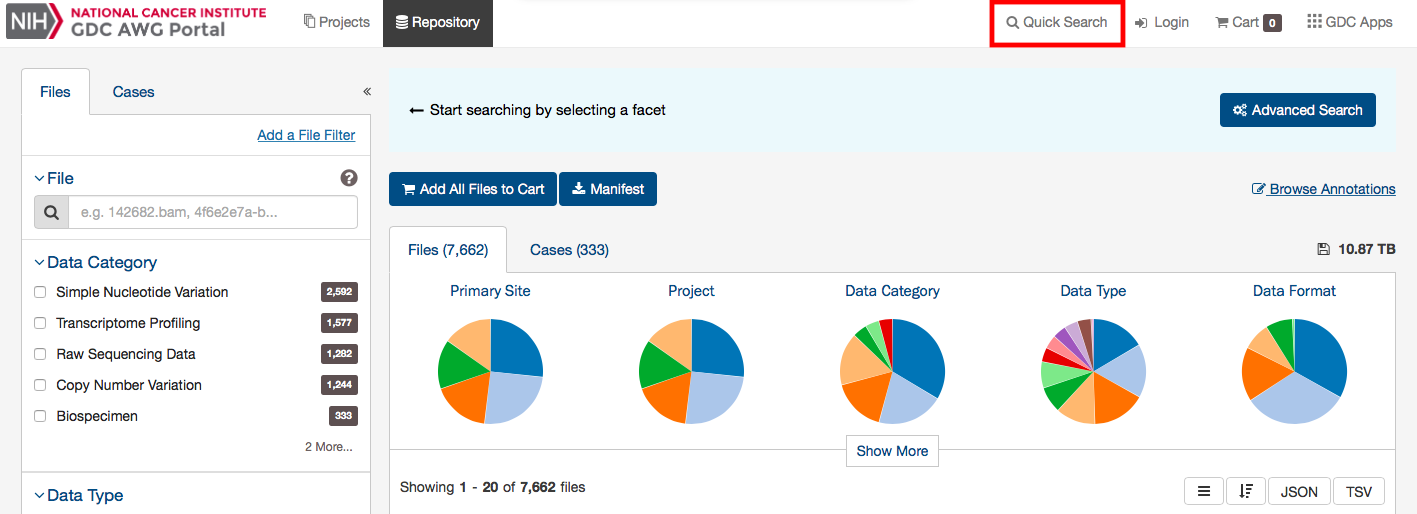 NIH NATIONAL CANCER INSTITUTE
GDC AWG Portal
Projects
Repository
Quick Search
Login
Cart 0
GDC Apps
Files
Cases
«
Add a File Filter
File
e.g. 142682.bam, 4f6e2e7a-b...
Data Category
Simple Nucleotide Variation 2,592
Transcriptome Profiling 1,577
Raw Sequencing Data 1,282
Copy Number Variation 1,244
Biospecimen 333
2 More...
Data Type
Start searching by selecting a facet
Advanced Search
Add All Files to Cart
Manifest
Browse Annotations
Files (7,662)
Cases (333)
10.87 TB
Primary Site
Project
Data Category
Data Type
Data Format
Show More
Showing 1 - 20 of 7,662 files
JSON
TSV